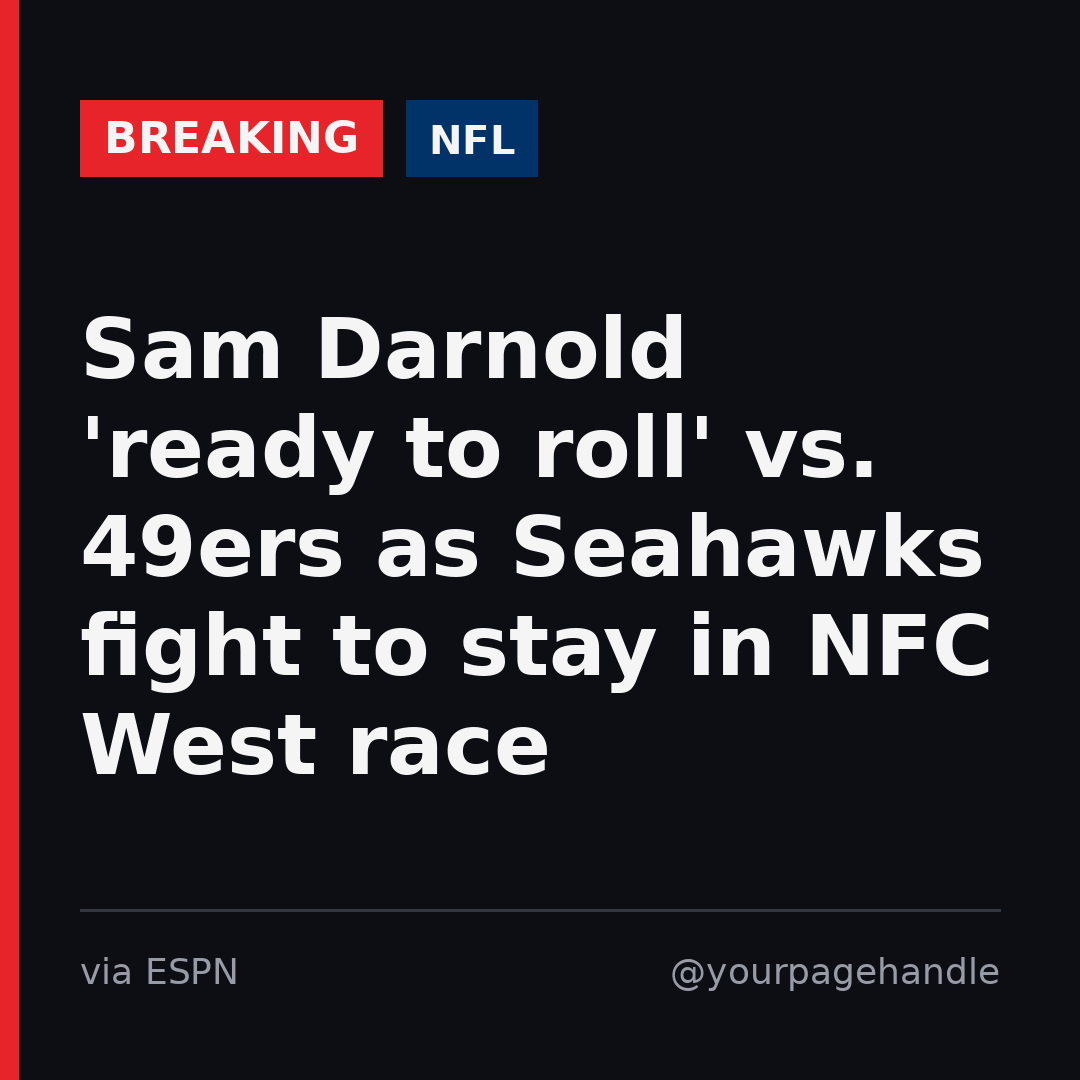 BREAKING NFL
Sam Darnold
'ready to roll' vs.
49ers as Seahawks
fight to stay in NFC
West race
via ESPN @yourpagehandle